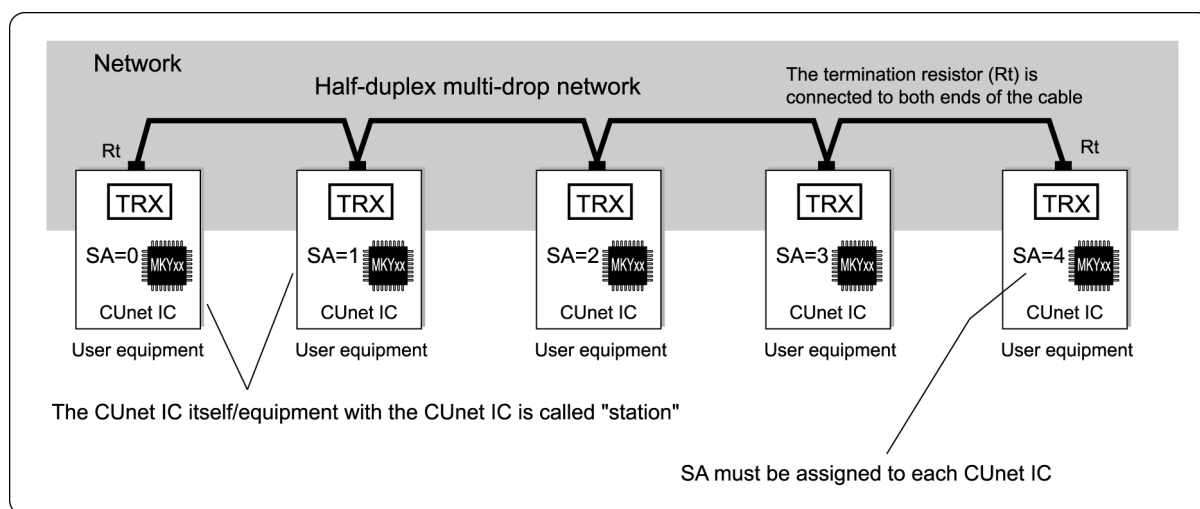 Network
Half-duplex multi-drop network
The termination resistor (Rt) is
connected to both ends of the cable
Rt
Rt
TRX
TRX
TRX
TRX
TRX
SA=0
MKYxx
SA=1
MKYxx
SA=2
MKYxx
SA=3
MKYxx
SA=4
MKYxx
CUnet IC
CUnet IC
CUnet IC
CUnet IC
CUnet IC
User equipment
User equipment
User equipment
User equipment
User equipment
The CUnet IC itself/equipment with the CUnet IC is called "station"
SA must be assigned to each CUnet IC